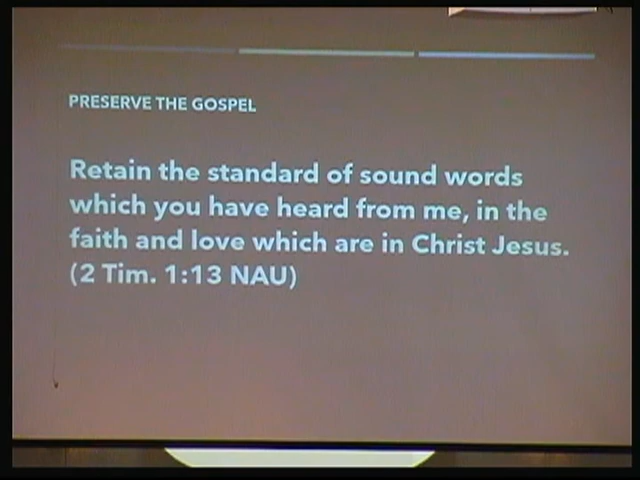 PRESERVE THE GOSPEL
Retain the standard of sound words
which you have heard from me, in the
faith and love which are in Christ Jesus.
(2 Tim. 1:13 NAU)